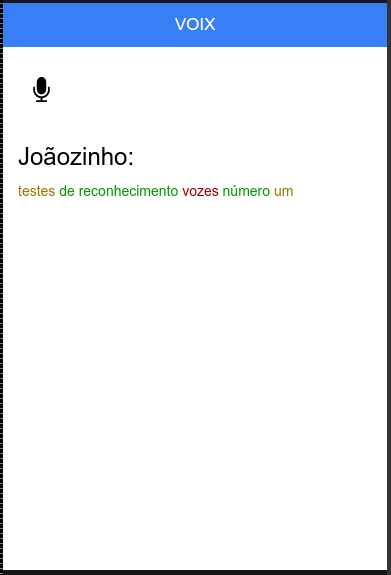 VOIX
Joãozinho:
testes de reconhecimento vozes número um